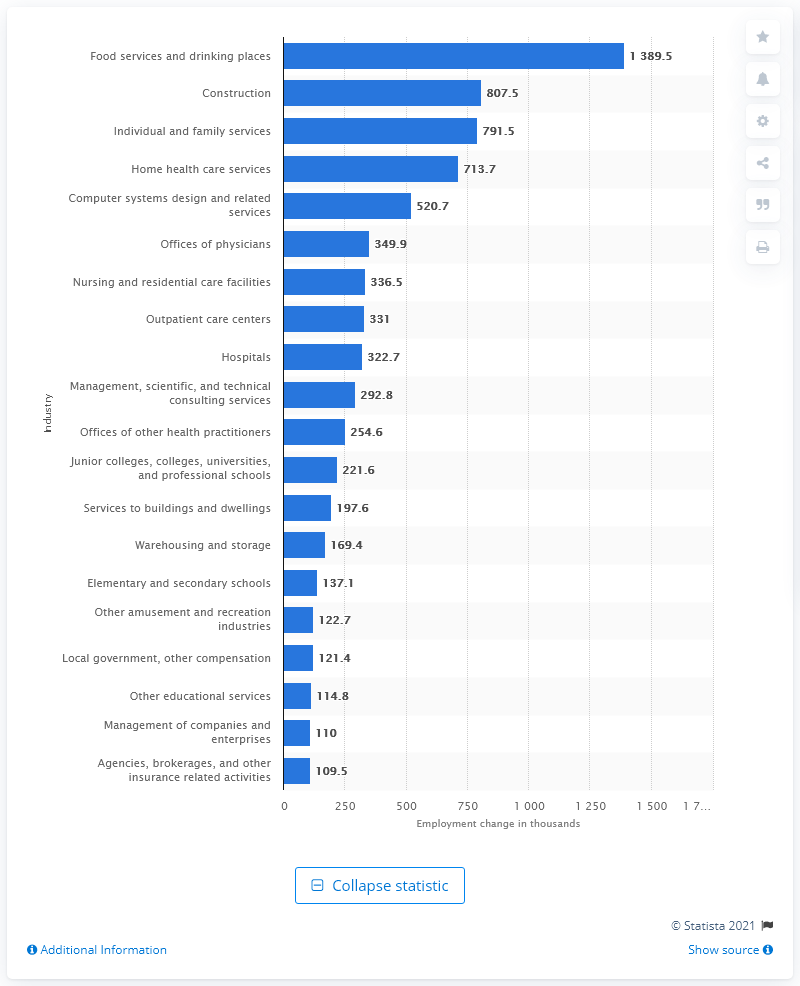 Food services and drinking places
1 389.5
Construction
807.5
Individual and family services
791.5
Home health care services
713.7
Computer systems design and related
services
520.7
Offices of physicians
349.9
Nursing and residential care facilities
336.5
Outpatient care centers
331
Hospitals
322.7
Management, scientific, and technical
consulting services
292.8
Offices of other health practitioners
254.6
Junior colleges, colleges, universities,
and professional schools
221.6
Services to buildings and dwellings
197.6
Warehousing and storage
169.4
Elementary and secondary schools
137.1
Other amusement and recreation
industries
122.7
Local government, other compensation
121.4
Other educational services
114.8
Management of companies and
enterprises
110
Agencies, brokerages, and other
insurance related activities
109.5
Industry
0 250 500 750 1 000 1 250 1 500 1 7...
Employment change in thousands
Collapse statistic
© Statista 2021
Additional Information
Show source